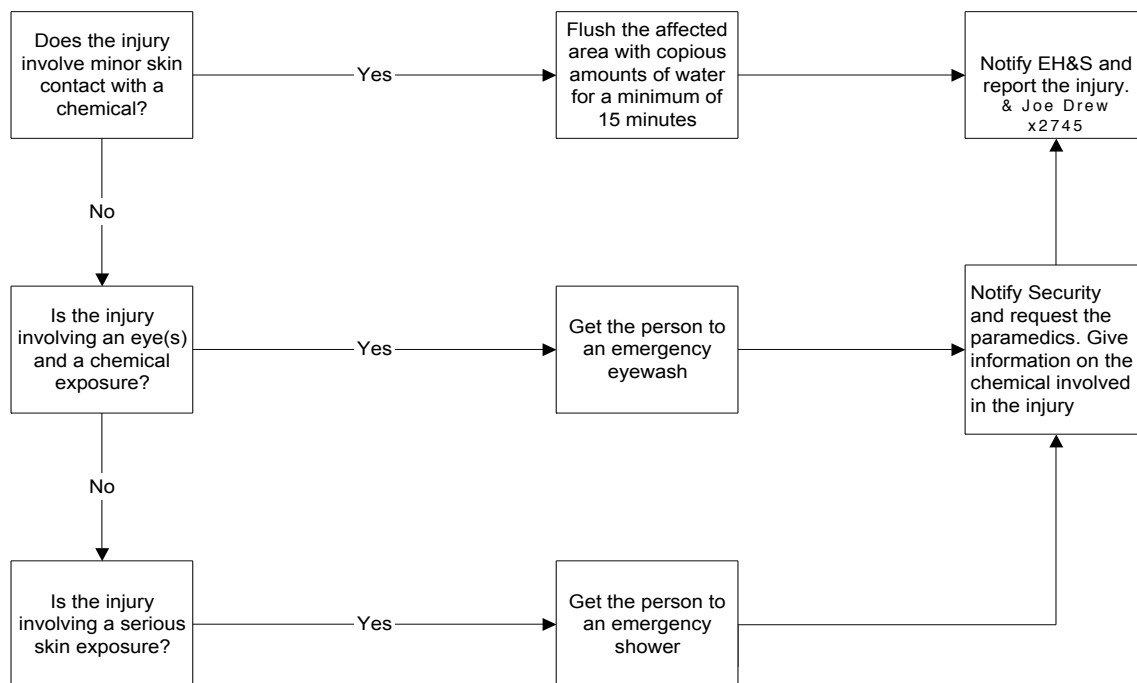 Does the injury
involve minor skin
contact with a
chemical?
Yes
Flush the affected
area with copious
amounts of water
for a minimum of
15 minutes
Notify EH&S and
report the injury.
& Joe Drew
x2745
No
Is the injury
involving an eye(s)
and a chemical
exposure?
Yes
Get the person to
an emergency
eyewash
Notify Security
and request the
paramedics. Give
information on the
chemical involved
in the injury
No
Is the injury
involving a serious
skin exposure?
Yes
Get the person to
an emergency
shower